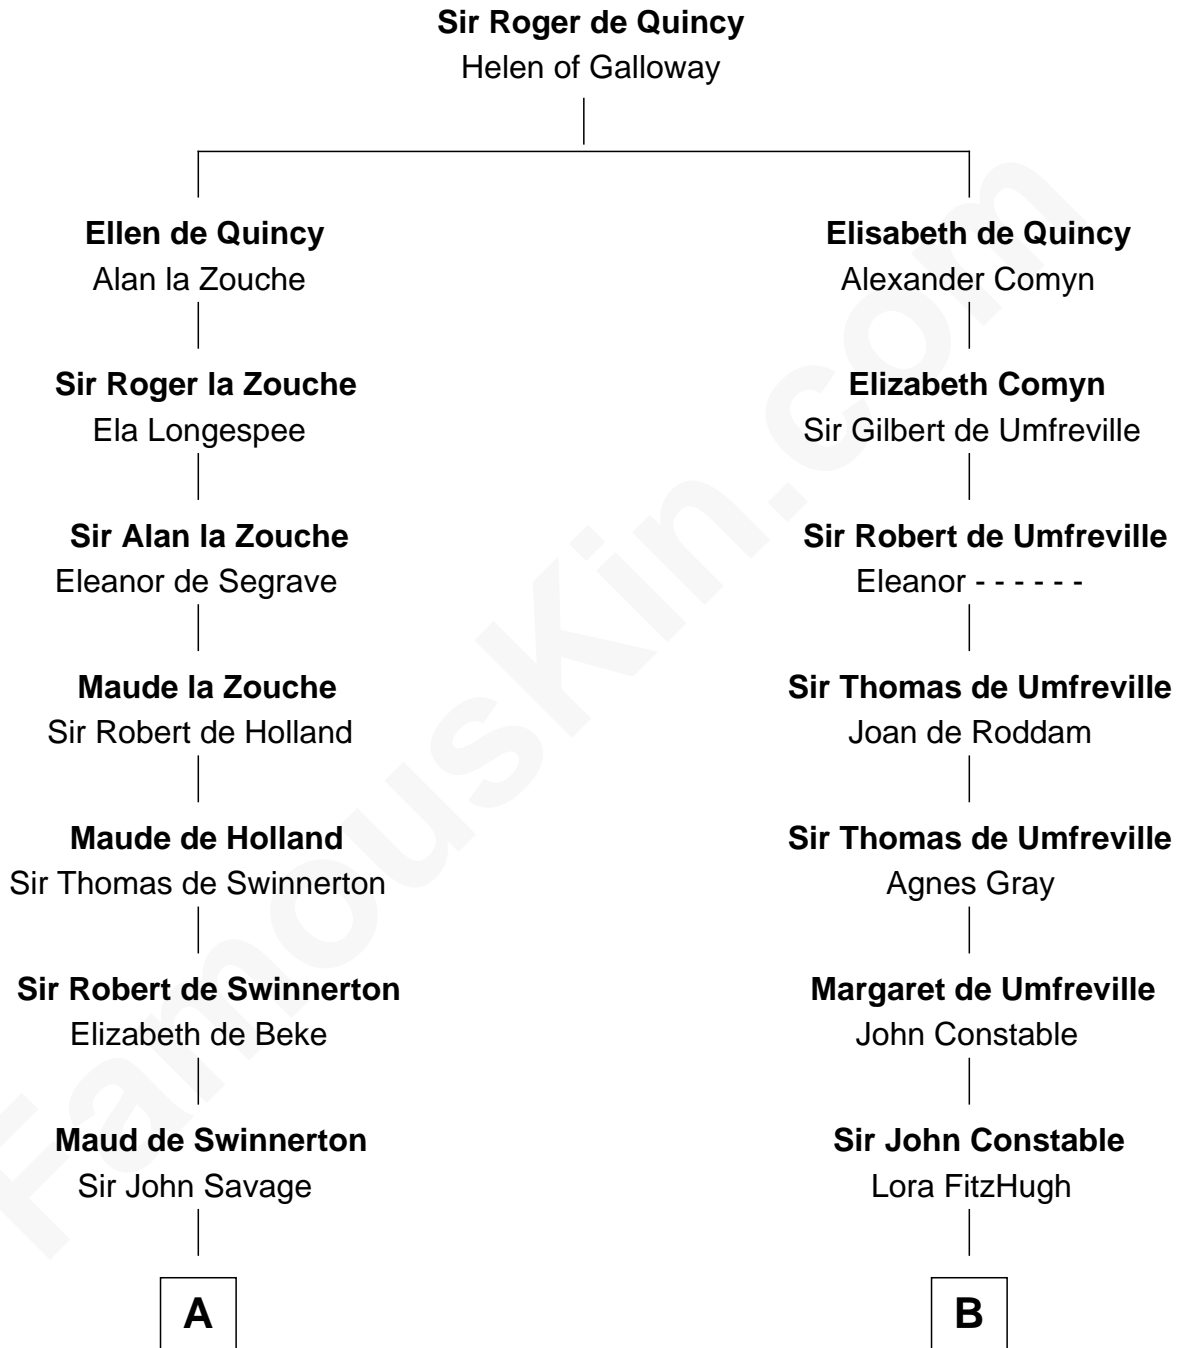 Sir Roger de Quincy
Helen of Galloway
Ellen de Quincy
Alan la Zouche
Elisabeth de Quincy
Alexander Comyn
Sir Roger la Zouche
Ela Longespee
Elizabeth Comyn
Sir Gilbert de Umfreville
Sir Alan la Zouche
Eleanor de Segrave
Sir Robert de Umfreville
Eleanor - - - - - -
Maude la Zouche
Sir Robert de Holland
Sir Thomas de Umfreville
Joan de Roddam
Maude de Holland
Sir Thomas de Swinnerton
Sir Thomas de Umfreville
Agnes Gray
Sir Robert de Swinnerton
Elizabeth de Beke
Margaret de Umfreville
John Constable
Maud de Swinnerton
Sir John Savage
Sir John Constable
Lora FitzHugh
A
B
FamousKin.com